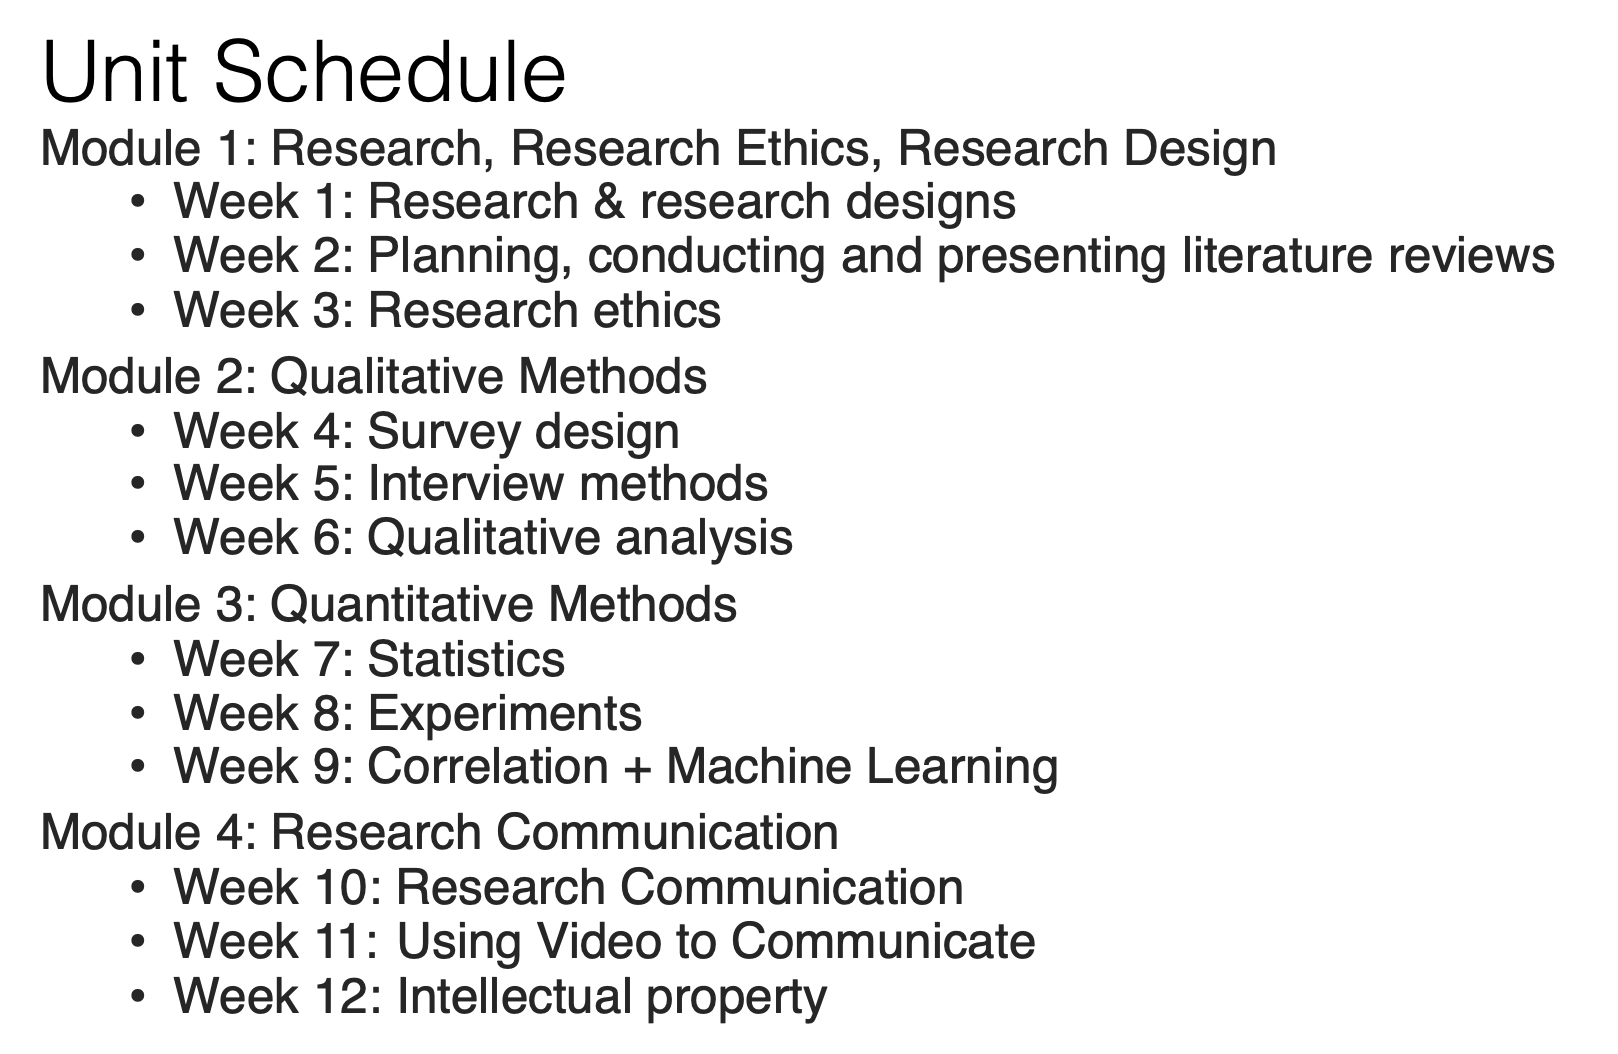 Unit Schedule
Module 1: Research, Research Ethics, Research Design
• Week 1: Research & research designs
• Week 2: Planning, conducting and presenting literature reviews
• Week 3: Research ethics
Module 2: Qualitative Methods
• Week 4: Survey design
• Week 5: Interview methods
• Week 6: Qualitative analysis
Module 3: Quantitative Methods
• Week 7: Statistics
• Week 8: Experiments
• Week 9: Correlation + Machine Learning
Module 4: Research Communication
• Week 10: Research Communication
• Week 11: Using Video to Communicate
• Week 12: Intellectual property